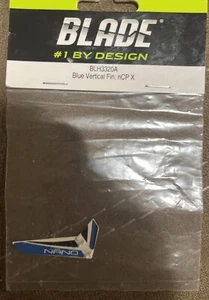 BLADE
#1 BY DESIGN
BLH3320A
Blue Vertical Fin: nCP X
NANO